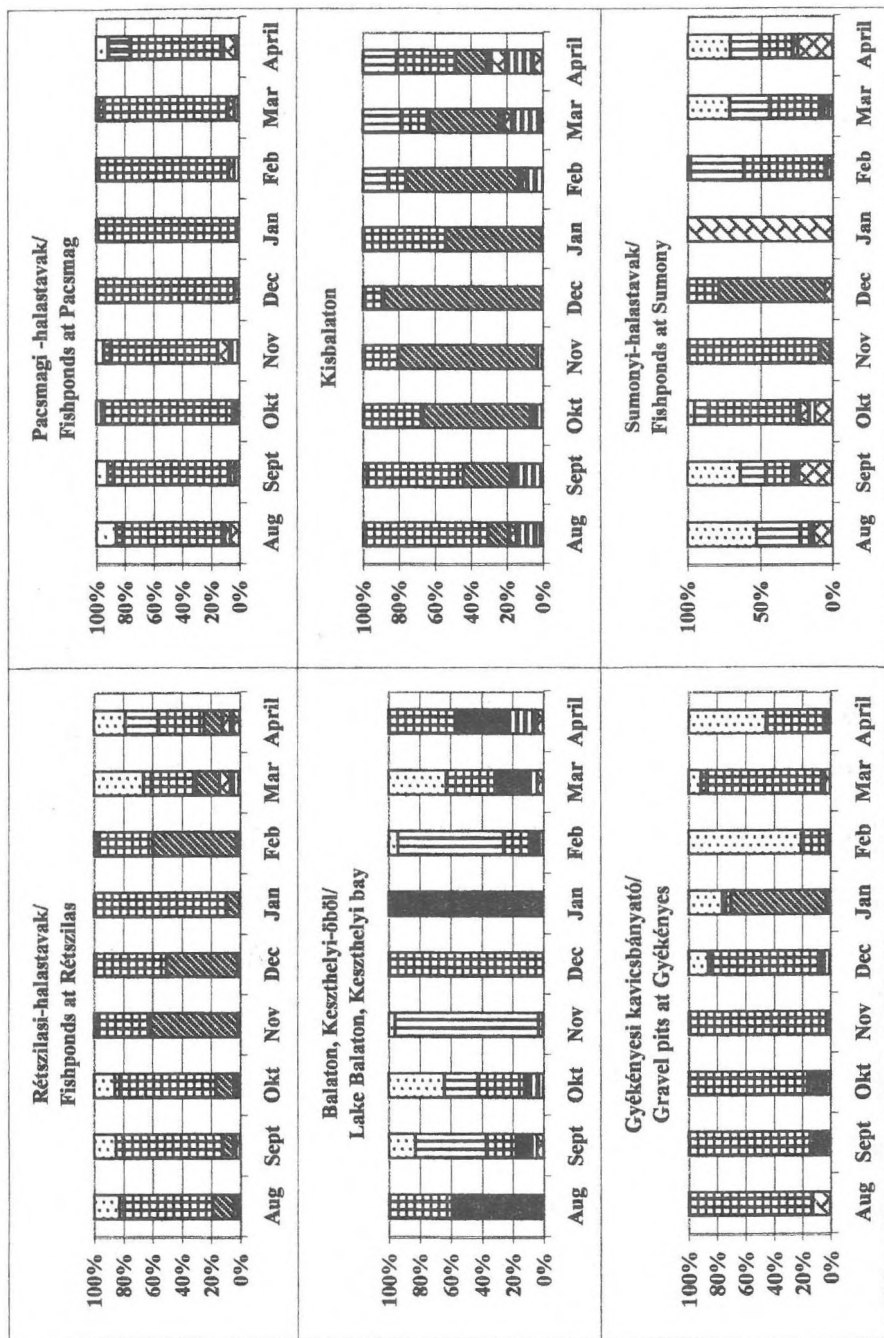 Rétszilasi-halastavak/
Fishponds at Rétszilas
100%
80%
60%
40%
20%
0%
Aug Sept Okt Nov Dec Jan Feb Mar April
Pacsmagi -halastavak/
Fishponds at Pacsmag
100%
80%
60%
40%
20%
0%
Aug Sept Okt Nov Dec Jan Feb Mar April
Balaton, Keszthelyi-öböl/
Lake Balaton, Keszthelyi bay
100%
80%
60%
40%
20%
0%
Aug Sept Okt Nov Dec Jan Feb Mar April
Kisbalaton
100%
80%
60%
40%
20%
0%
Aug Sept Okt Nov Dec Jan Feb Mar April
Gyékényesi kavicsbányató/
Gravel pits at Gyékényes
100%
80%
60%
40%
20%
0%
Aug Sept Okt Nov Dec Jan Feb Mar April
Sumonyi-halastavak/
Fishponds at Sumony
100%
50%
0%
Aug Sept Okt Nov Dec Jan Feb Mar April